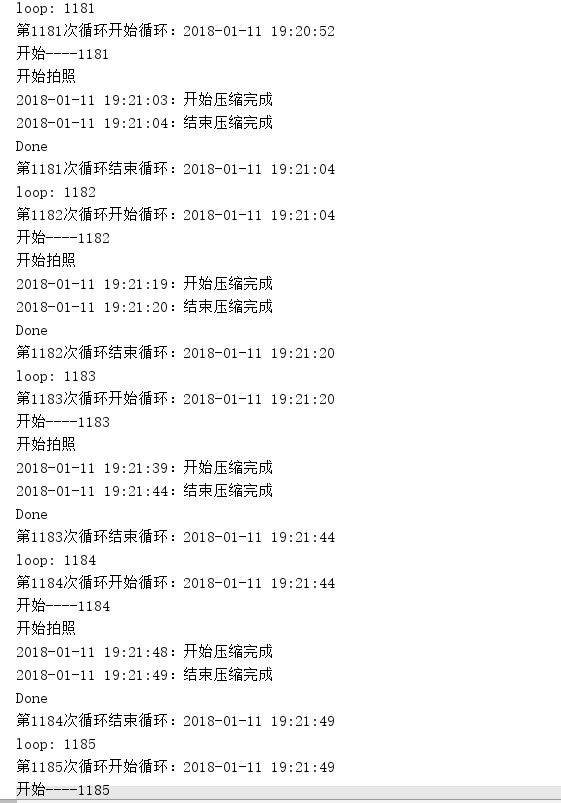 loop: 1181
第1181次循环开始循环：2018-01-11 19:20:52
开始----1181
开始拍照
2018-01-11 19:21:03：开始压缩完成
2018-01-11 19:21:04：结束压缩完成
Done
第1181次循环结束循环：2018-01-11 19:21:04
loop: 1182
第1182次循环开始循环：2018-01-11 19:21:04
开始----1182
开始拍照
2018-01-11 19:21:19：开始压缩完成
2018-01-11 19:21:20：结束压缩完成
Done
第1182次循环结束循环：2018-01-11 19:21:20
loop: 1183
第1183次循环开始循环：2018-01-11 19:21:20
开始----1183
开始拍照
2018-01-11 19:21:39：开始压缩完成
2018-01-11 19:21:44：结束压缩完成
Done
第1183次循环结束循环：2018-01-11 19:21:44
loop: 1184
第1184次循环开始循环：2018-01-11 19:21:44
开始----1184
开始拍照
2018-01-11 19:21:48：开始压缩完成
2018-01-11 19:21:49：结束压缩完成
Done
第1184次循环结束循环：2018-01-11 19:21:49
loop: 1185
第1185次循环开始循环：2018-01-11 19:21:49
开始----1185